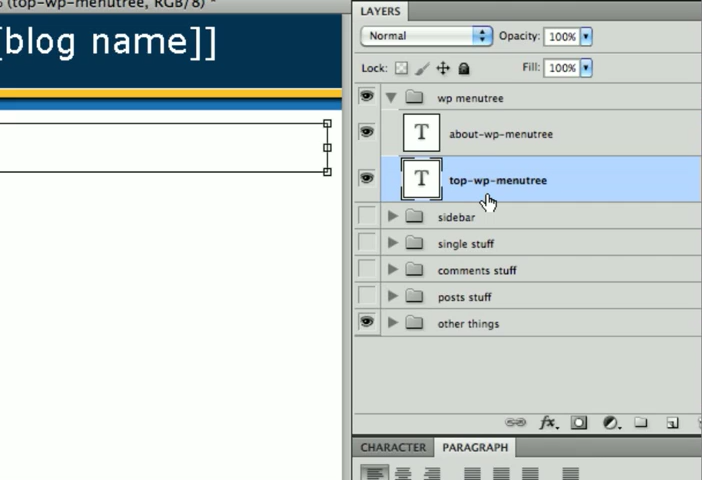 (top-wp-menutree, RGB/8) *
[blog name]]
LAYERS
Normal
Opacity: 100%
Lock:
Fill: 100%
wp menutree
T about-wp-menutree
T top-wp-menutree
sidebar
single stuff
comments stuff
posts stuff
other things
fx.
CHARACTER
PARAGRAPH